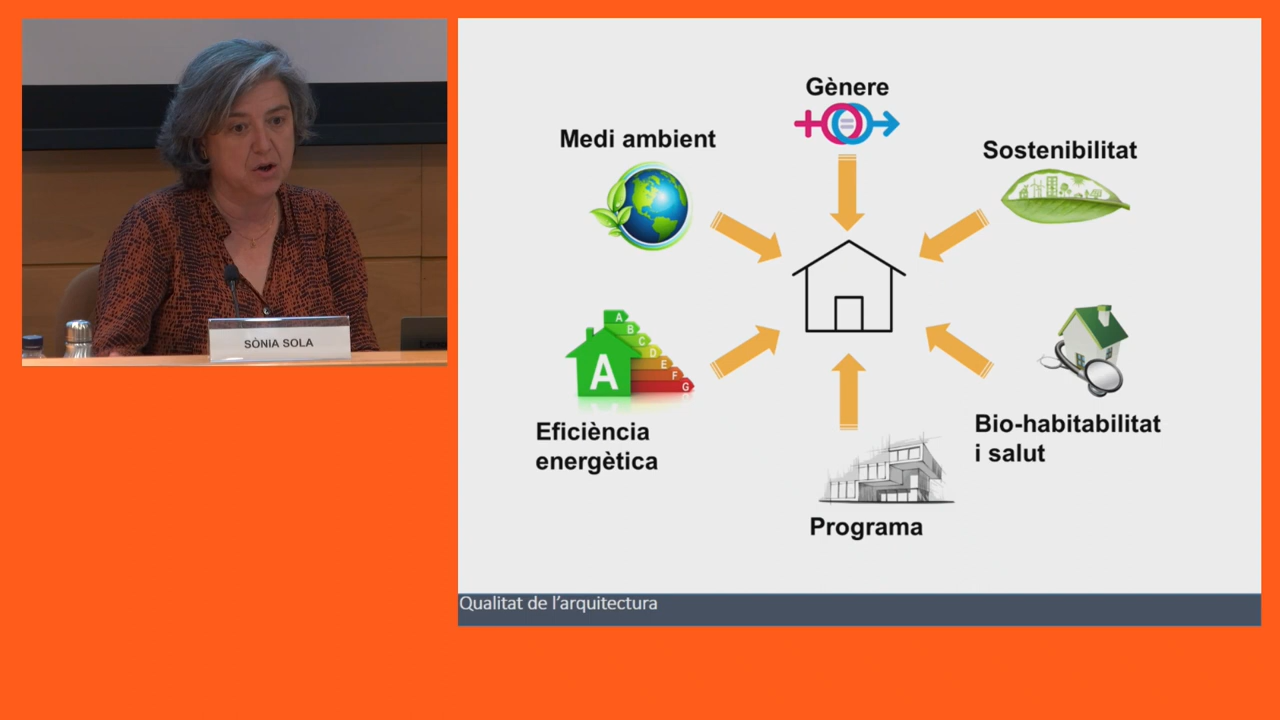 SÒNIA SOLA
Gènere
Medi ambient
Sostenibilitat
A
B
C
D
E
F
G
A
Eficiència
energètica
Bio-habitabilitat
i salut
Programa
Qualitat de l'arquitectura